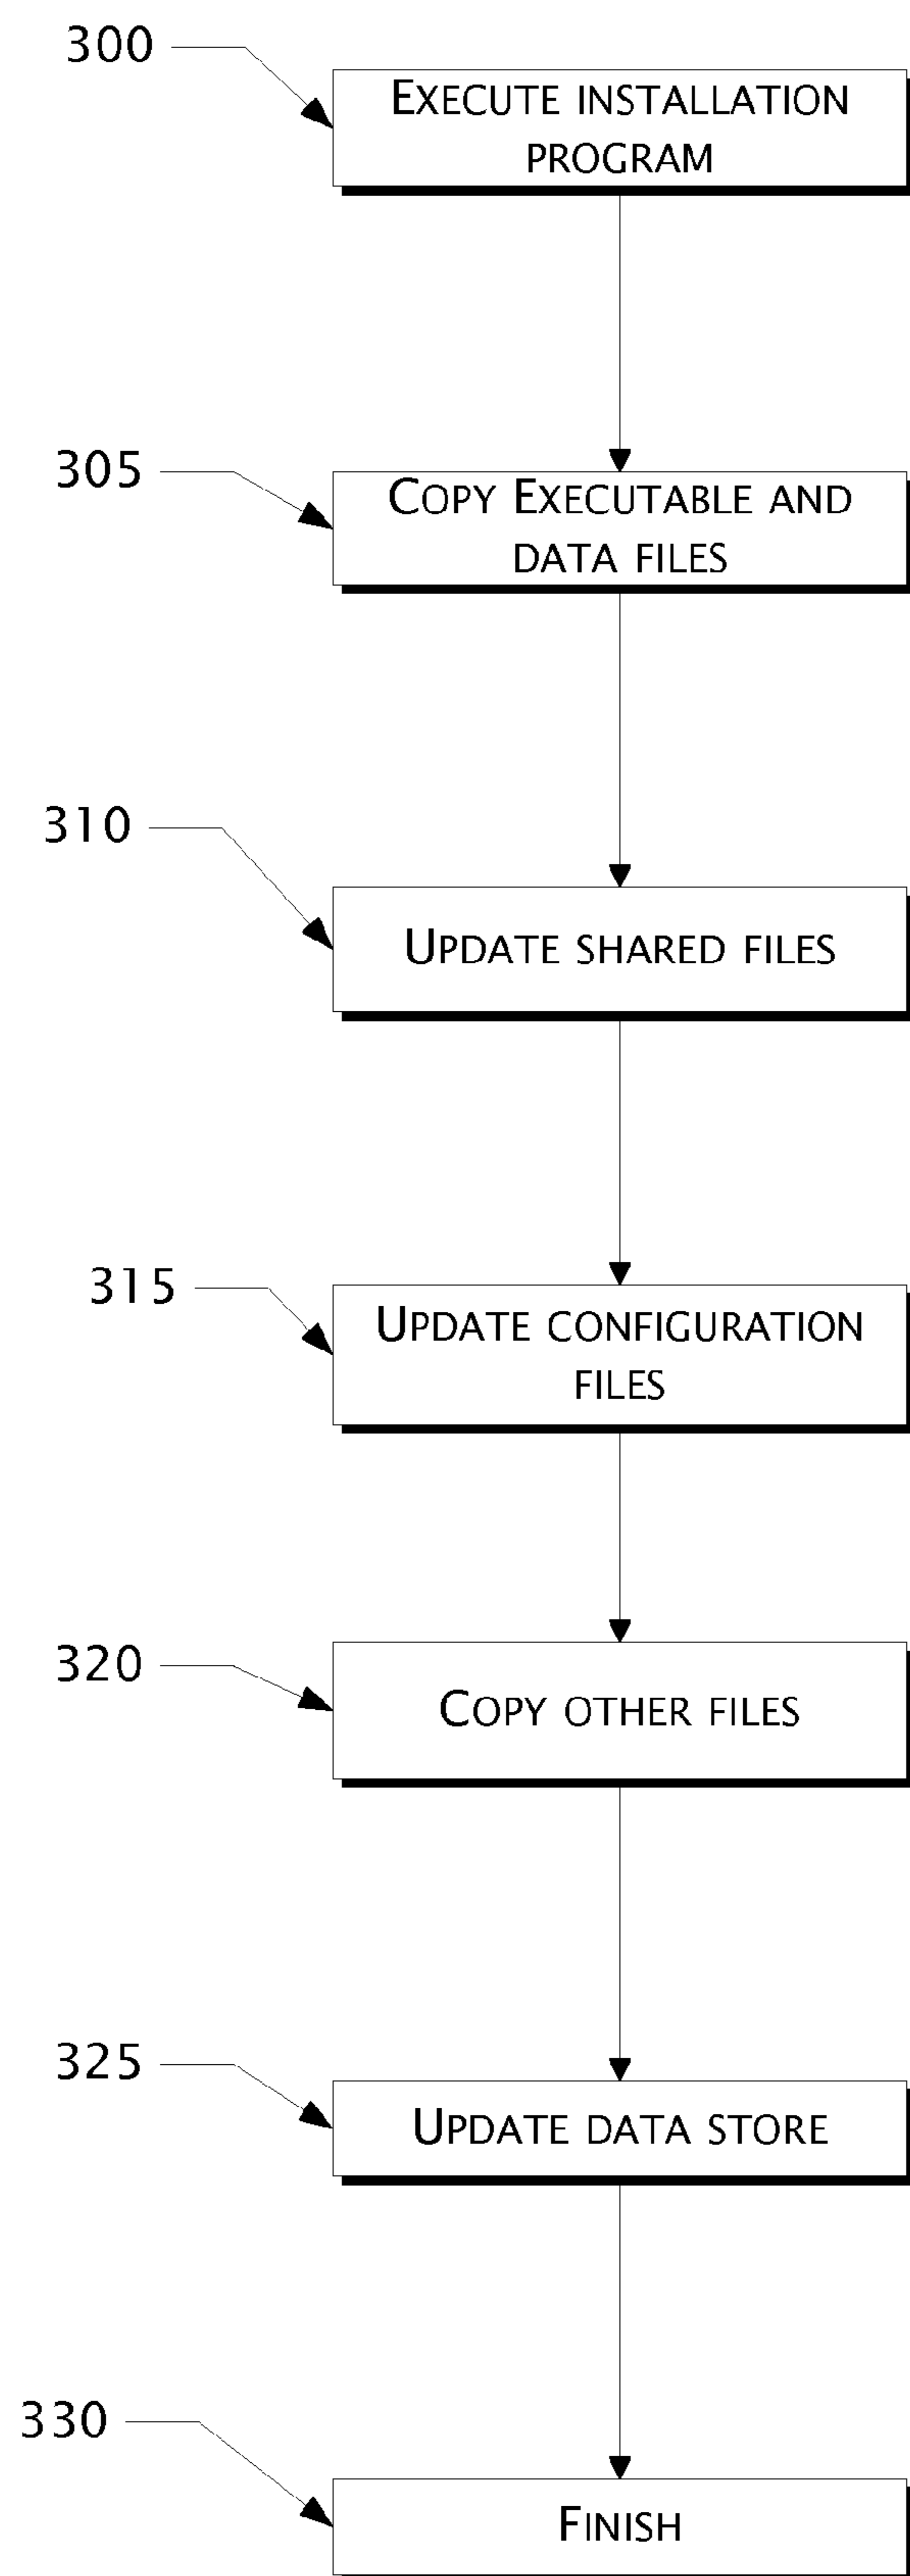 300
EXECUTE INSTALLATION
PROGRAM
305
COPY EXECUTABLE AND
DATA FILES
310
UPDATE SHARED FILES
315
UPDATE CONFIGURATION
FILES
320
COPY OTHER FILES
325
UPDATE DATA STORE
330
FINISH